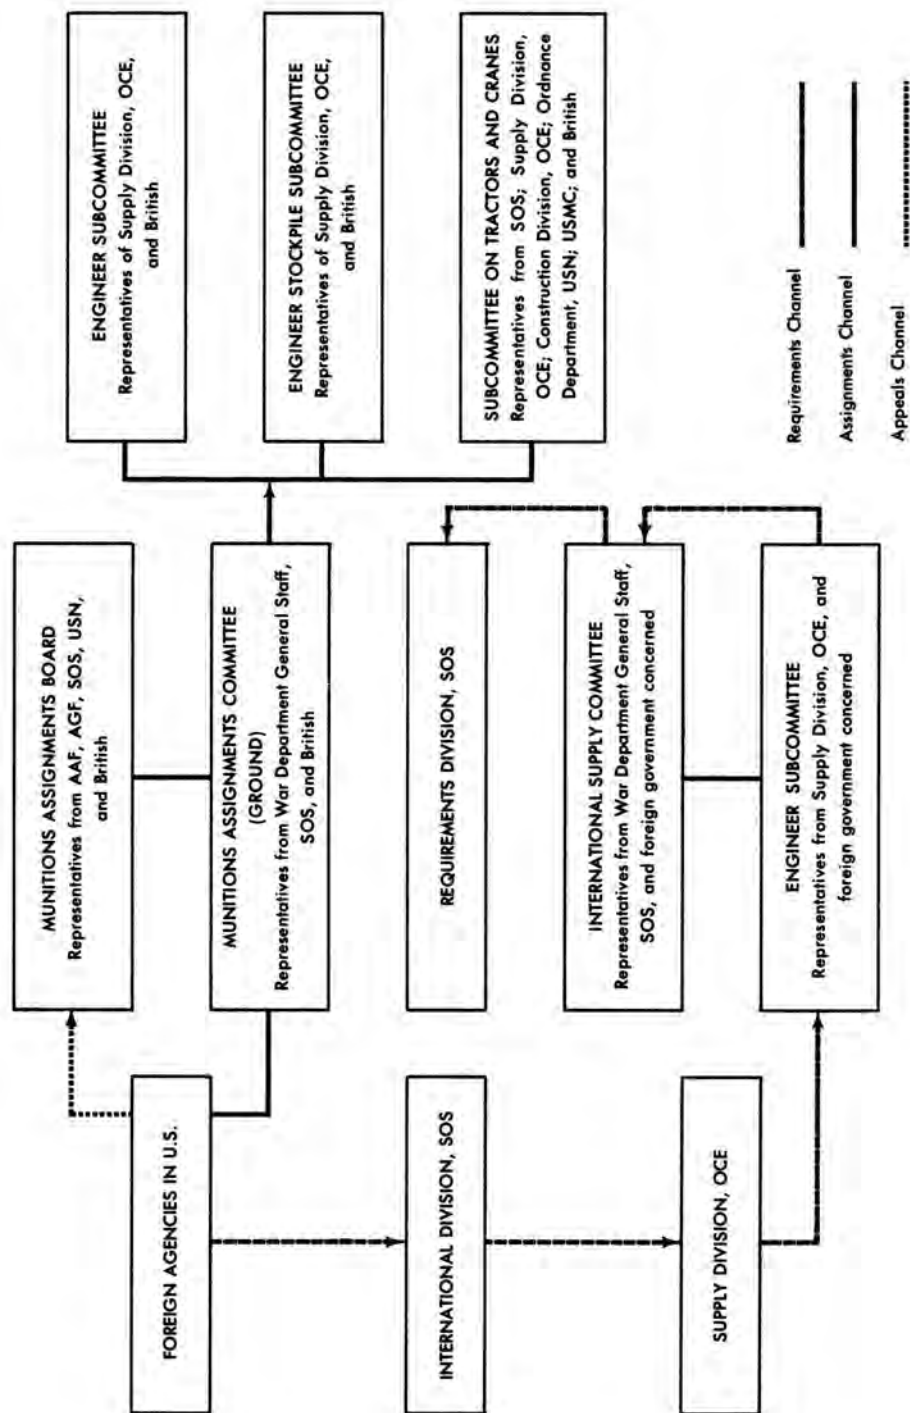 FOREIGN AGENCIES IN U.S.
INTERNATIONAL DIVISION, SOS
SUPPLY DIVISION, OCE
MUNITIONS ASSIGNMENTS BOARD
Representatives from AAF, AGF, SOS, USN,
and British
MUNITIONS ASSIGNMENTS COMMITTEE
(GROUND)
Representatives from War Department General Staff,
SOS, and British
REQUIREMENTS DIVISION, SOS
INTERNATIONAL SUPPLY COMMITTEE
Representatives from War Department General Staff,
SOS, and foreign government concerned
ENGINEER SUBCOMMITTEE
Representatives from Supply Division, OCE, and
foreign government concerned
ENGINEER SUBCOMMITTEE
Representatives of Supply Division, OCE,
and British
ENGINEER STOCKPILE SUBCOMMITTEE
Representatives of Supply Division, OCE,
and British
SUBCOMMITTEE ON TRACTORS AND CRANES
Representatives from SOS; Supply Division,
OCE; Construction Division, OCE; Ordnance
Department, USN; USMC; and British
Requirements Channel
Assignments Channel
Appeals Channel